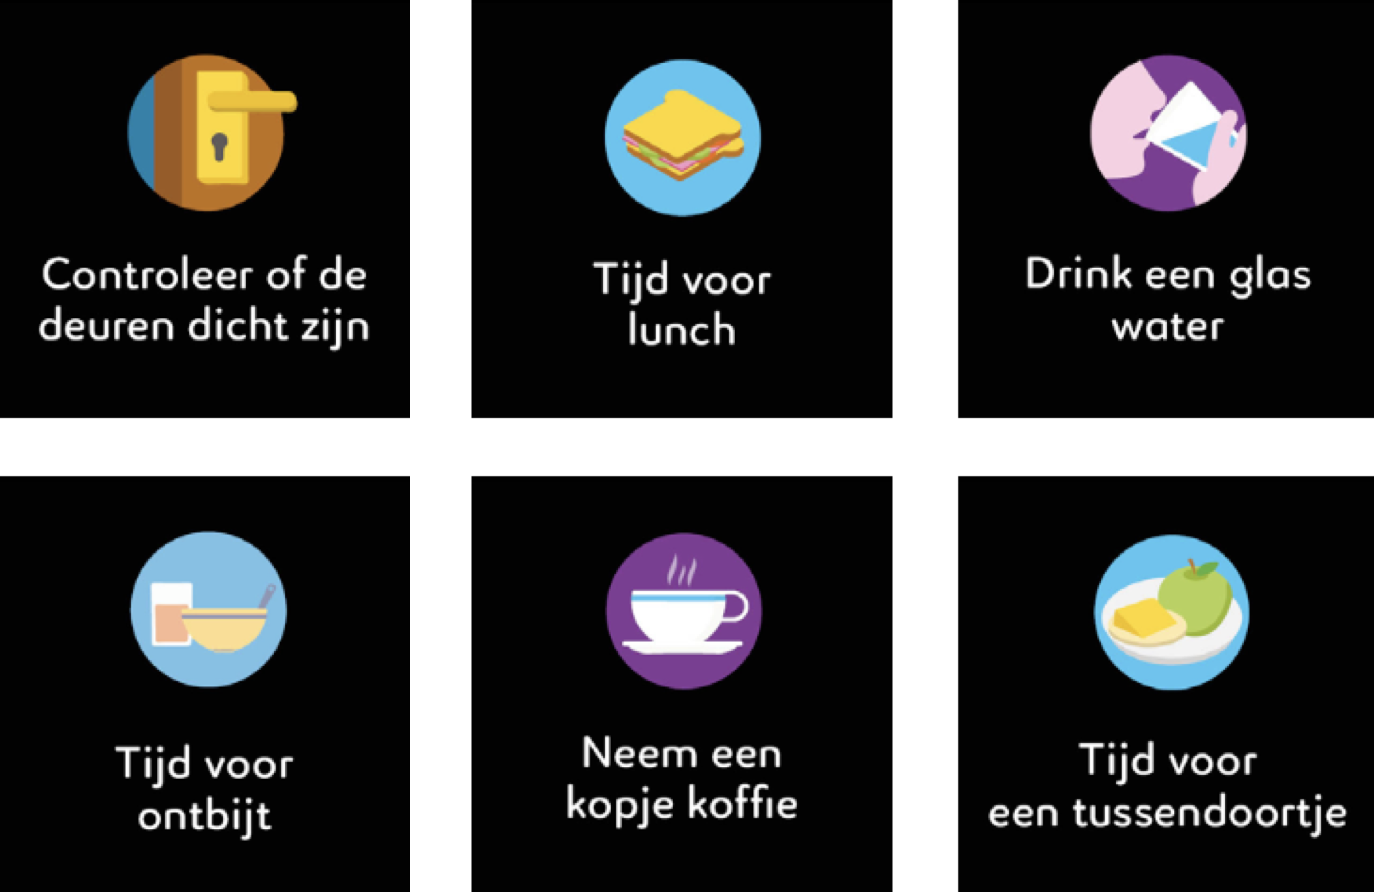 Controleer of de
deuren dicht zijn
Tijd voor
lunch
Drink een glas
water
Tijd voor
ontbijt
Neem een
kopje koffie
Tijd voor
een tussendoortje